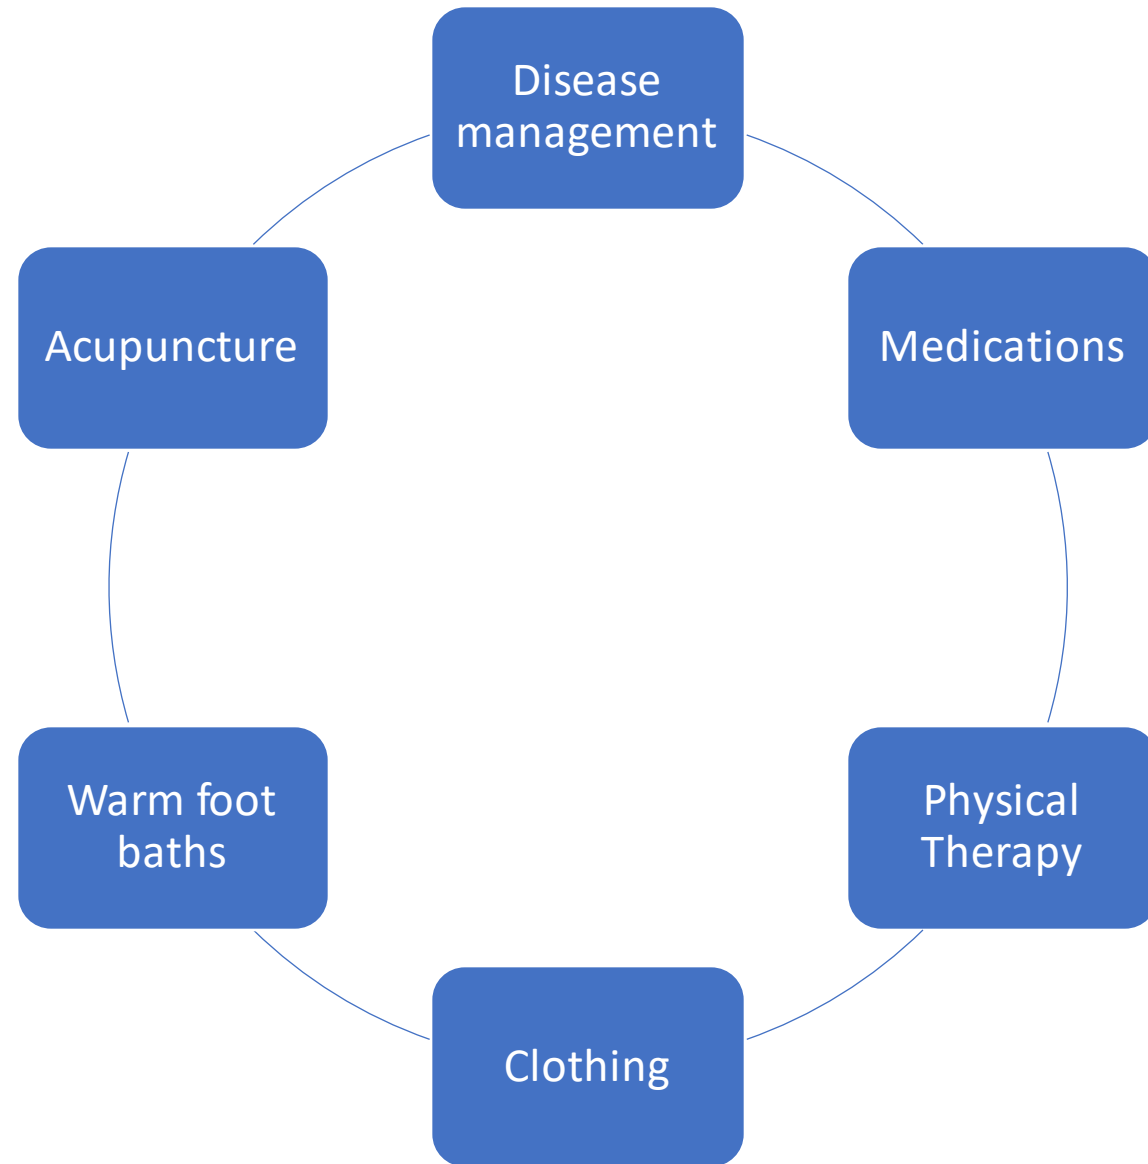 Disease
management
Medications
Physical
Therapy
Clothing
Warm foot
baths
Acupuncture